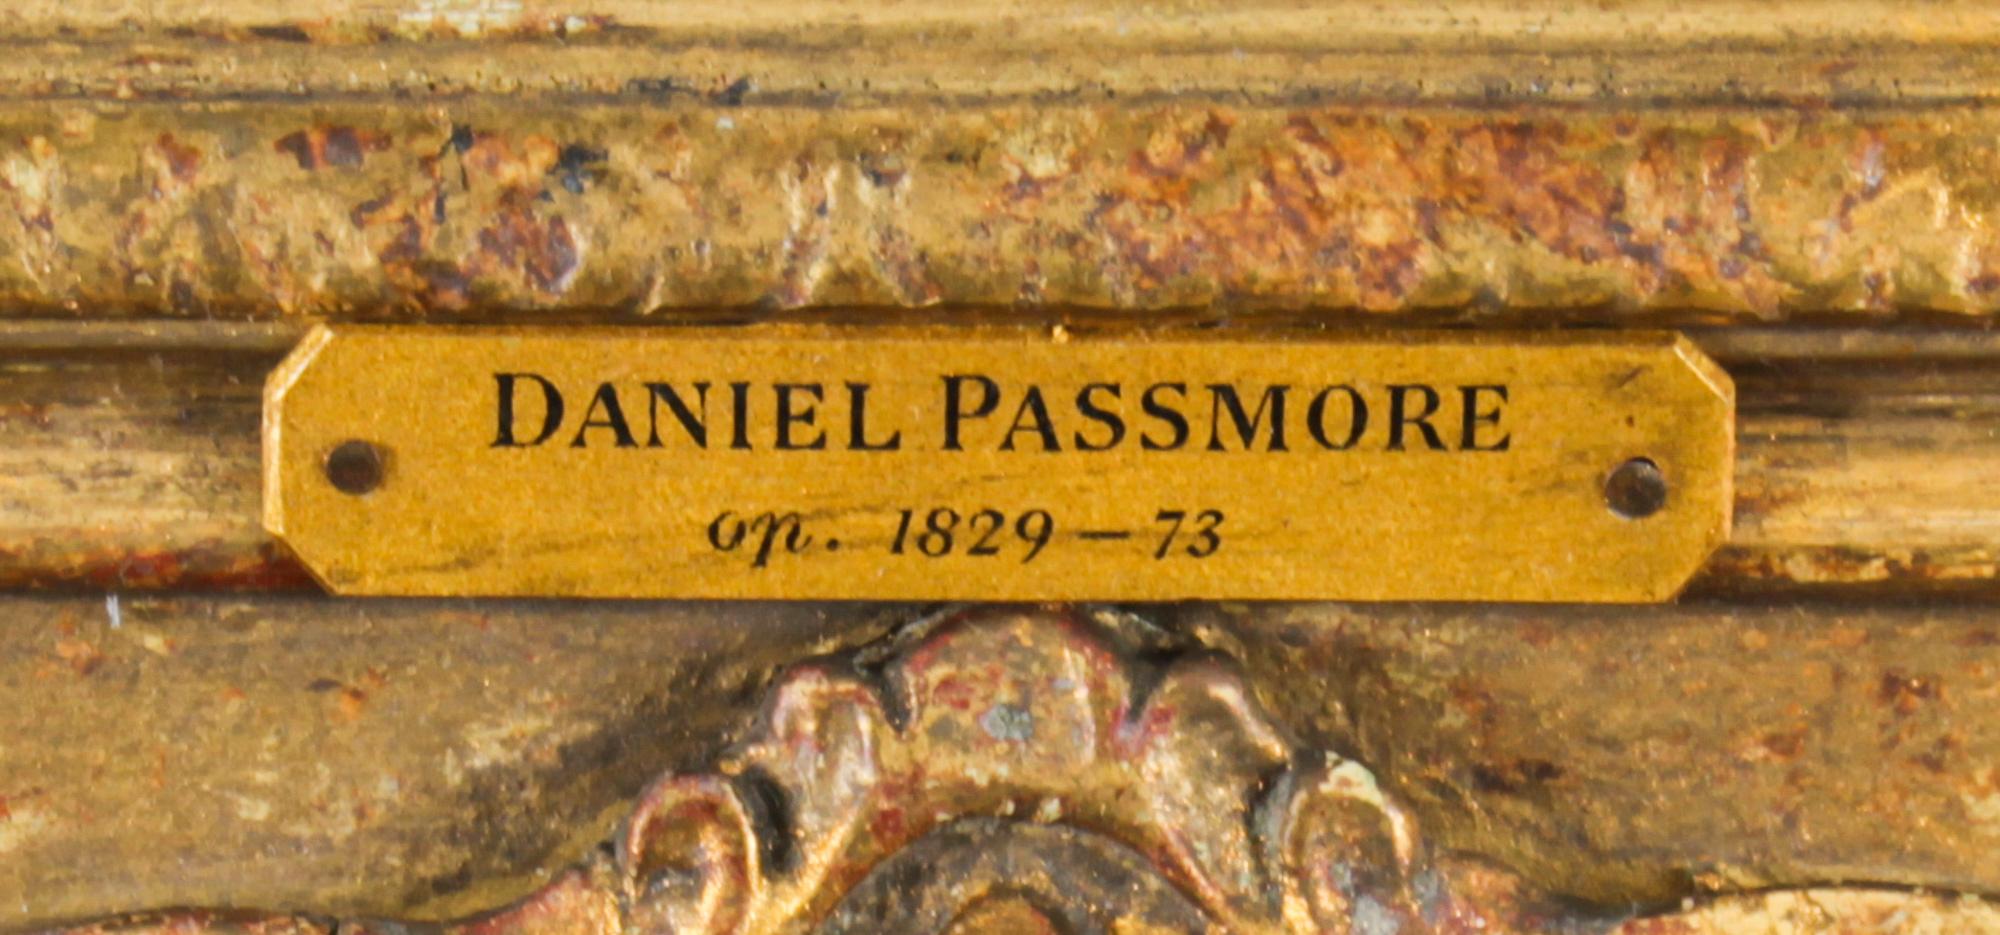 DANIEL PASSMORE
op. 1829 – 73